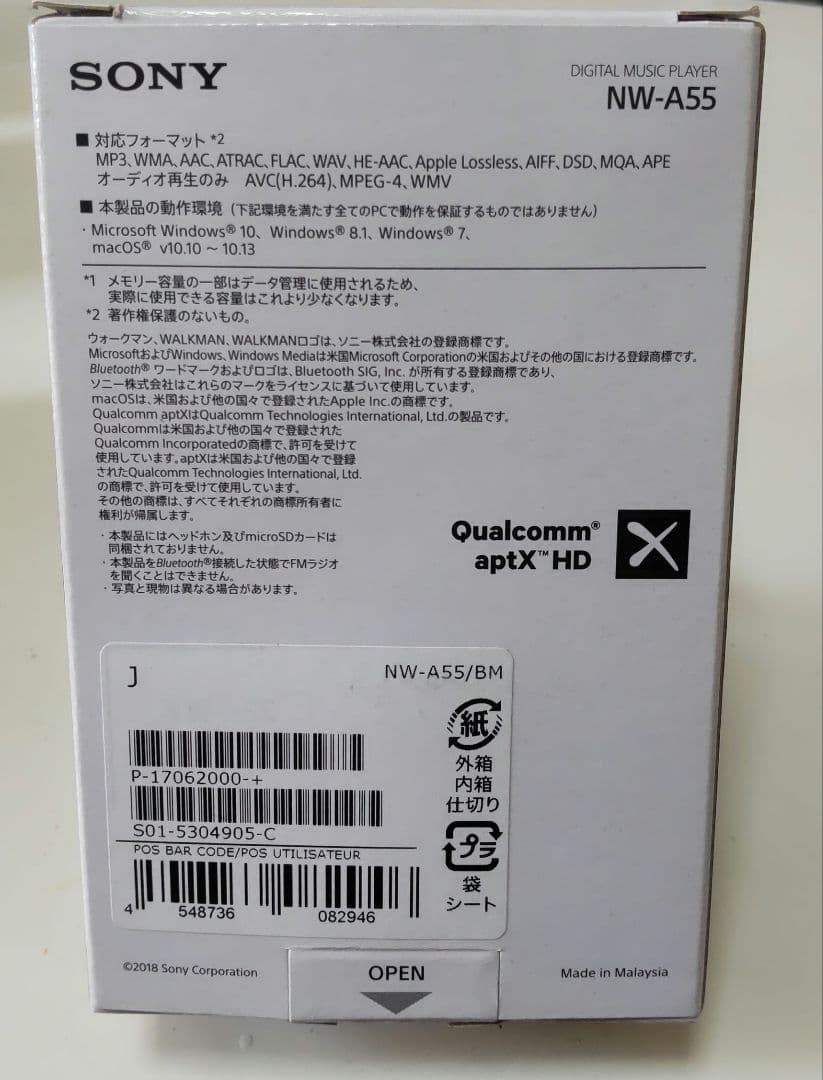 SONY
DIGITAL MUSIC PLAYER
NW-A55
■ 対応フォーマット *2
MP3、WMA、AAC、ATRAC、FLAC、WAV、HE-AAC、Apple Lossless、AIFF、DSD、MQA、APE
オーディオ再生のみ AVC(H.264)、MPEG-4、WMV
■ 本製品の動作環境（下記環境を満たす全てのPCで動作を保証するものではありません）
・Microsoft Windows® 10、Windows® 8.1、Windows® 7、
macOS® v10.10 ～ 10.13
*1 メモリー容量の一部はデータ管理に使用されるため、
実際に使用できる容量はこれより少なくなります。
*2 著作権保護のないもの。
ウォークマン、WALKMAN、WALKMANロゴは、ソニー株式会社の登録商標です。
MicrosoftおよびWindows、Windows Mediaは米国Microsoft Corporationの米国およびその他の国における登録商標です。
Bluetooth® ワードマークおよびロゴは、Bluetooth SIG, Inc. が所有する登録商標であり、
ソニー株式会社はこれらのマークをライセンスに基づいて使用しています。
macOSは、米国および他の国々で登録されたApple Inc.の商標です。
Qualcomm aptXはQualcomm Technologies International, Ltd.の製品です。
Qualcommは米国および他の国々で登録された
Qualcomm Incorporatedの商標で、許可を受けて
使用しています。aptXは米国および他の国々で登録
されたQualcomm Technologies International, Ltd.
の商標で、許可を受けて使用しています。
その他の商標は、すべてそれぞれの商標所有者に
権利が帰属します。
・本製品にはヘッドホン及びmicroSDカードは
同梱されておりません。
・本製品をBluetooth®接続した状態でFMラジオ
を聞くことはできません。
・写真と現物は異なる場合があります。
Qualcomm®
aptX™ HD
J
NW-A55/BM
P-17062000-+
S01-5304905-C
POS BAR CODE/POS UTILISATEUR
4 548736 082946
紙
外箱
内箱
仕切り
プラ
袋
シート
©2018 Sony Corporation
OPEN
Made in Malaysia